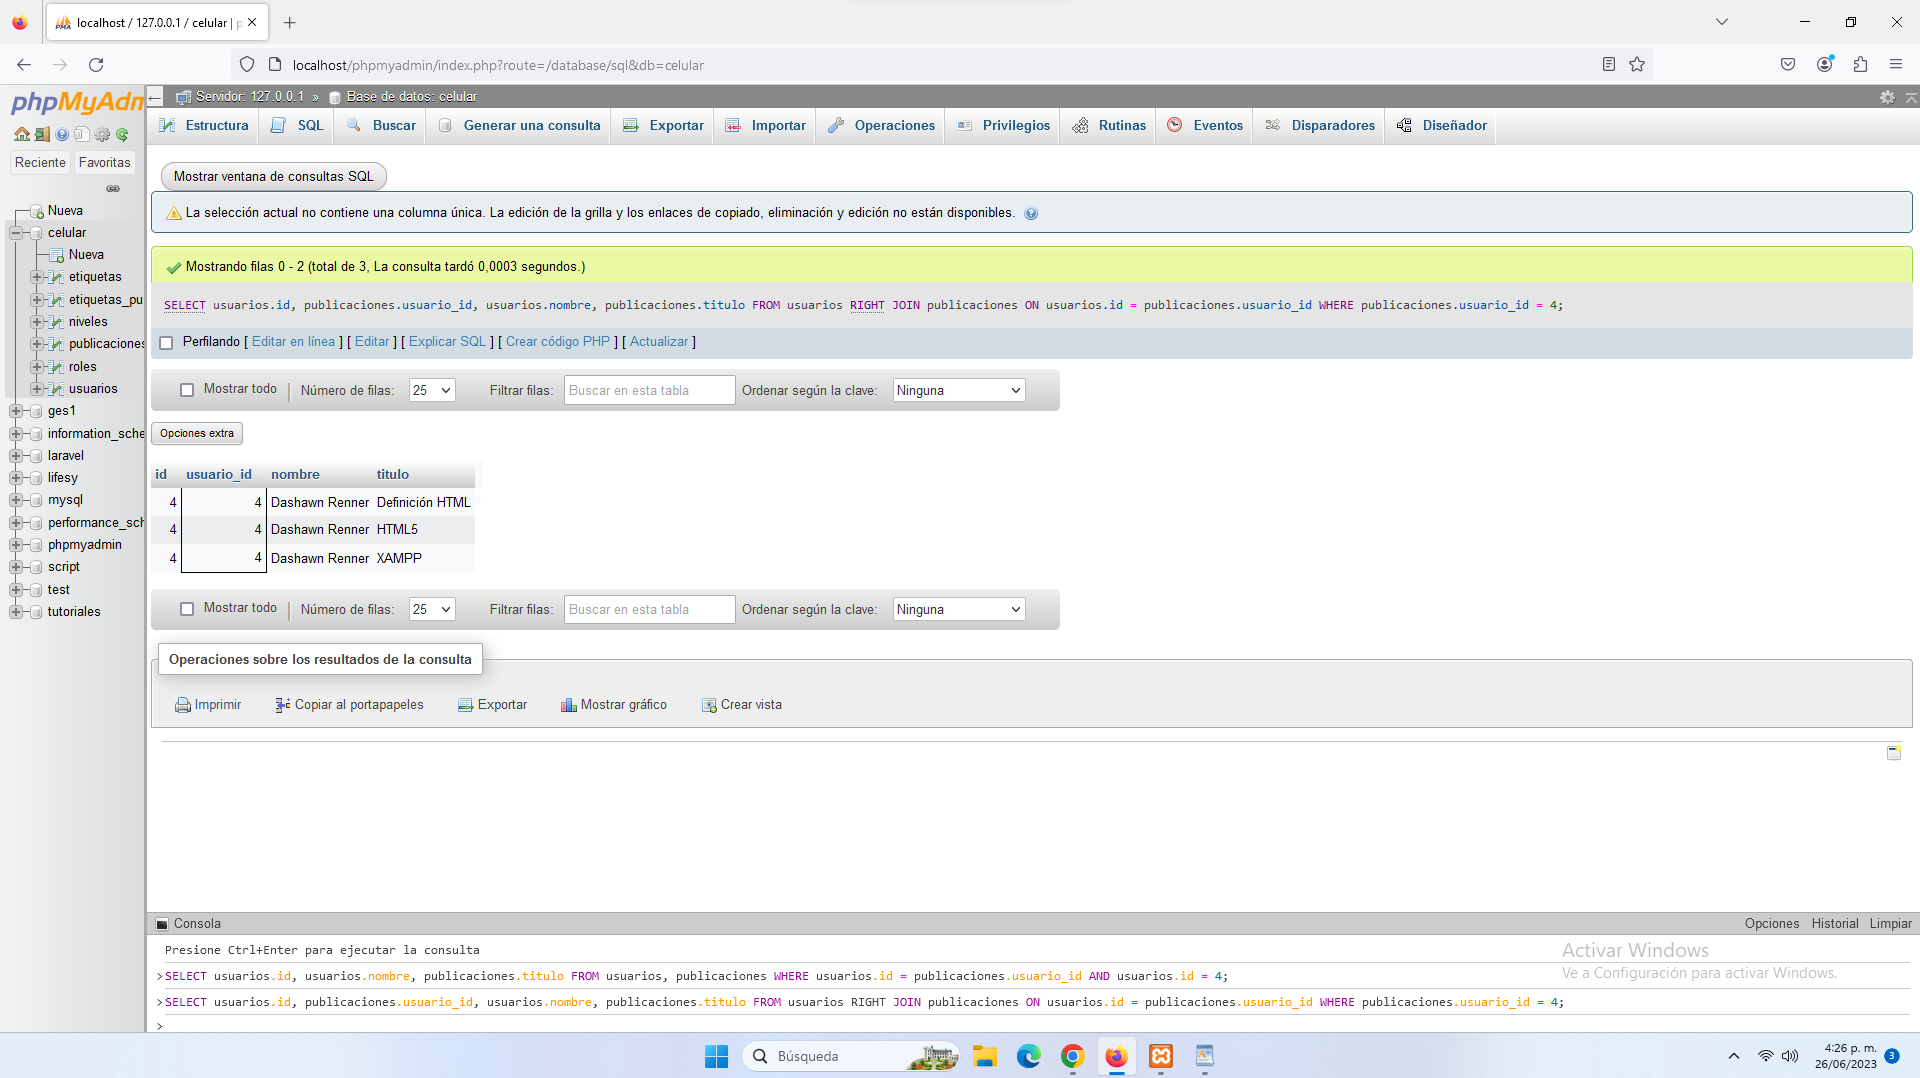 localhost / 127.0.0.1 / celular | p
localhost/phpmyadmin/index.php?route=/database/sql&db=celular
phpMyAdm
Servidor: 127.0.0.1 » Base de datos: celular
Estructura SQL Buscar Generar una consulta Exportar Importar Operaciones Privilegios Rutinas Eventos Disparadores Diseñador
Reciente Favoritas
Nueva
celular
Nueva
etiquetas
etiquetas_pu
niveles
publicaciones
roles
usuarios
ges1
information_sche
laravel
lifesy
mysql
performance_sch
phpmyadmin
script
test
tutoriales
Mostrar ventana de consultas SQL
La selección actual no contiene una columna única. La edición de la grilla y los enlaces de copiado, eliminación y edición no están disponibles.
Mostrando filas 0 - 2 (total de 3, La consulta tardó 0,0003 segundos.)
SELECT usuarios.id, publicaciones.usuario_id, usuarios.nombre, publicaciones.titulo FROM usuarios RIGHT JOIN publicaciones ON usuarios.id = publicaciones.usuario_id WHERE publicaciones.usuario_id = 4;
Perfilando [ Editar en línea ] [ Editar ] [ Explicar SQL ] [ Crear código PHP ] [ Actualizar ]
Mostrar todo Número de filas: 25 Filtrar filas: Buscar en esta tabla Ordenar según la clave: Ninguna
Opciones extra
id usuario_id nombre titulo
4 4 Dashawn Renner Definición HTML
4 4 Dashawn Renner HTML5
4 4 Dashawn Renner XAMPP
Mostrar todo Número de filas: 25 Filtrar filas: Buscar en esta tabla Ordenar según la clave: Ninguna
Operaciones sobre los resultados de la consulta
Imprimir Copiar al portapapeles Exportar Mostrar gráfico Crear vista
Consola Opciones Historial Limpiar
Presione Ctrl+Enter para ejecutar la consulta
>SELECT usuarios.id, usuarios.nombre, publicaciones.titulo FROM usuarios, publicaciones WHERE usuarios.id = publicaciones.usuario_id AND usuarios.id = 4;
>SELECT usuarios.id, publicaciones.usuario_id, usuarios.nombre, publicaciones.titulo FROM usuarios RIGHT JOIN publicaciones ON usuarios.id = publicaciones.usuario_id WHERE publicaciones.usuario_id = 4;
>
Activar Windows
Ve a Configuración para activar Windows.
Búsqueda
4:26 p. m.
26/06/2023
3